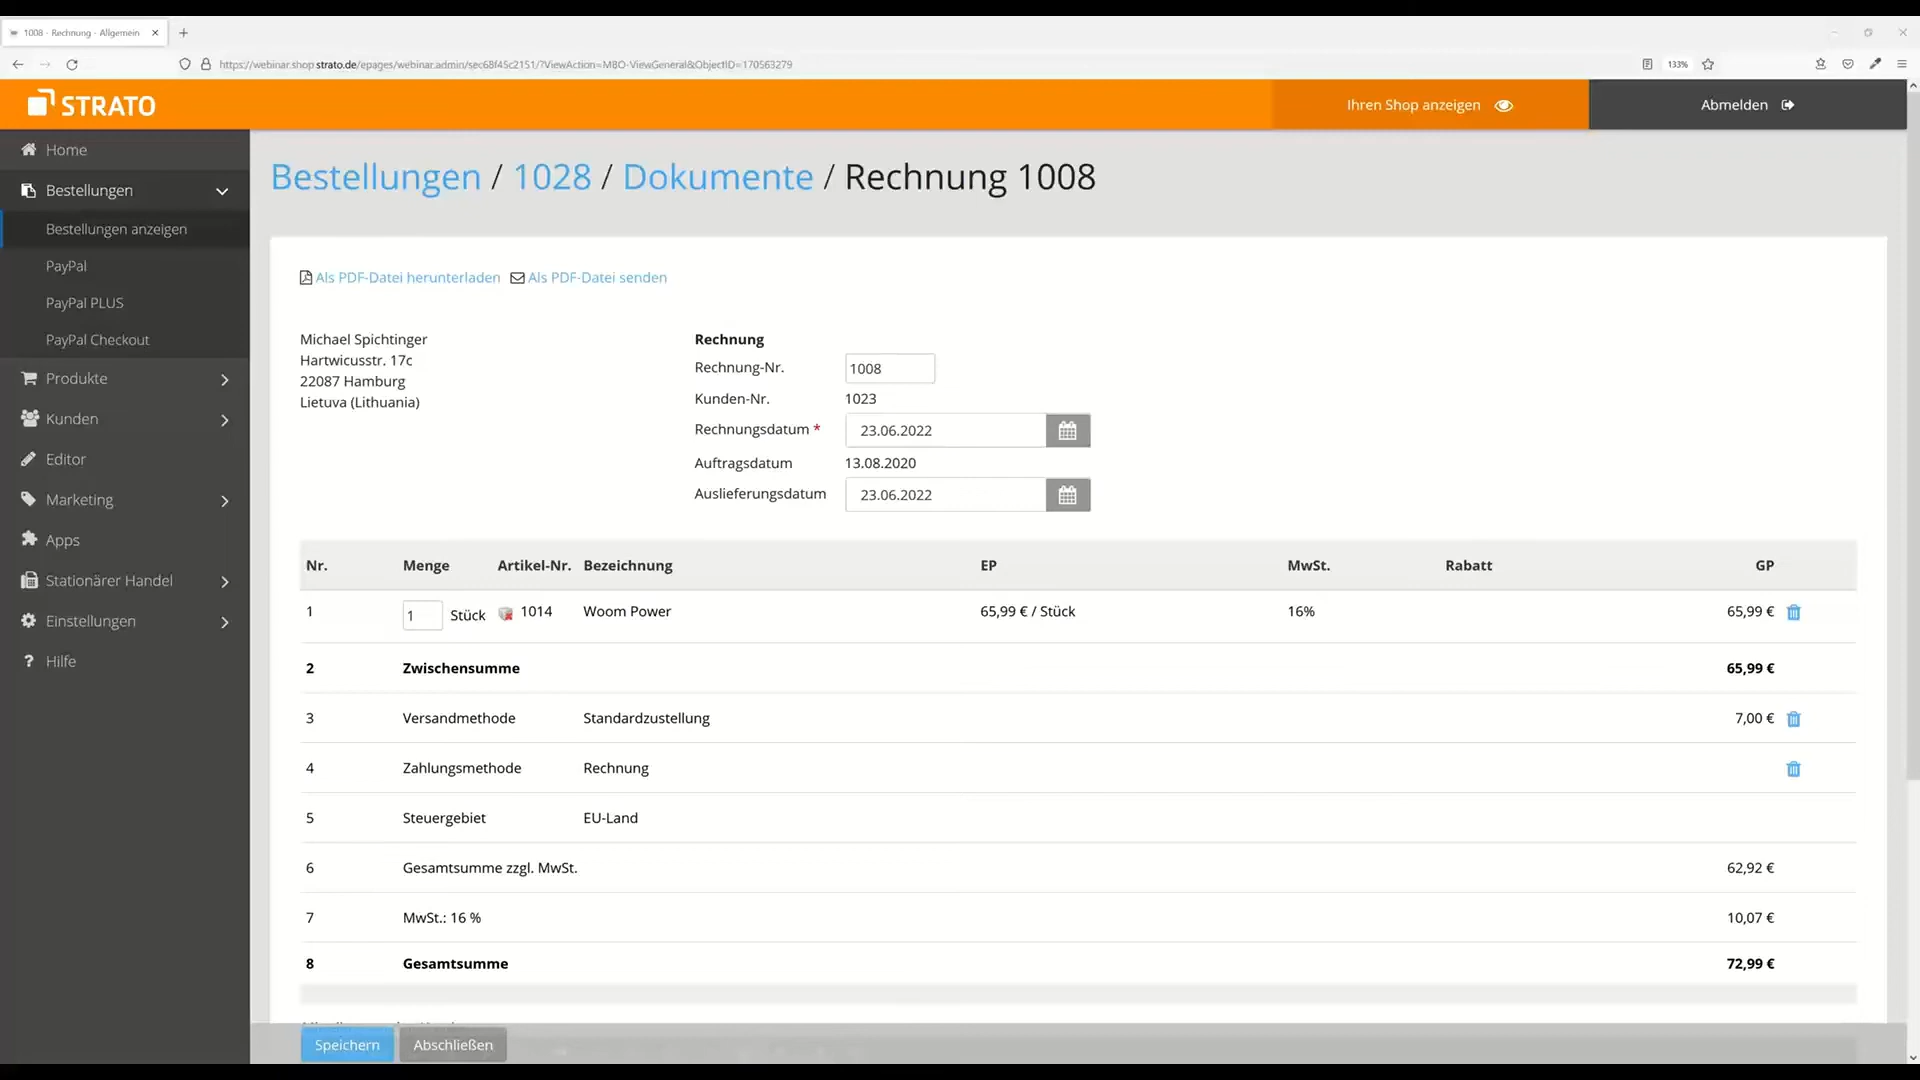 1008 - Rechnung - Allgemein
https://webinar.shop.strato.de/epages/webinar.admin/sec68f45c2151/?ViewAction=MBO-ViewGeneral&ObjectID=170563279
133%
STRATO
Ihren Shop anzeigen
Abmelden
Home
Bestellungen
Bestellungen anzeigen
PayPal
PayPal PLUS
PayPal Checkout
Produkte
Kunden
Editor
Marketing
Apps
Stationärer Handel
Einstellungen
? Hilfe
Bestellungen / 1028 / Dokumente / Rechnung 1008
Als PDF-Datei herunterladen Als PDF-Datei senden
Michael Spichtinger
Hartwicusstr. 17c
22087 Hamburg
Lietuva (Lithuania)
Rechnung
Rechnung-Nr. 1008
Kunden-Nr. 1023
Rechnungsdatum * 23.06.2022
Auftragsdatum 13.08.2020
Auslieferungsdatum 23.06.2022
Nr. Menge Artikel-Nr. Bezeichnung EP MwSt. Rabatt GP
1 1 Stück 1014 Woom Power 65,99 € / Stück 16% 65,99 €
2 Zwischensumme 65,99 €
3 Versandmethode Standardzustellung 7,00 €
4 Zahlungsmethode Rechnung
5 Steuergebiet EU-Land
6 Gesamtsumme zzgl. MwSt. 62,92 €
7 MwSt.: 16 % 10,07 €
8 Gesamtsumme 72,99 €
Speichern Abschließen